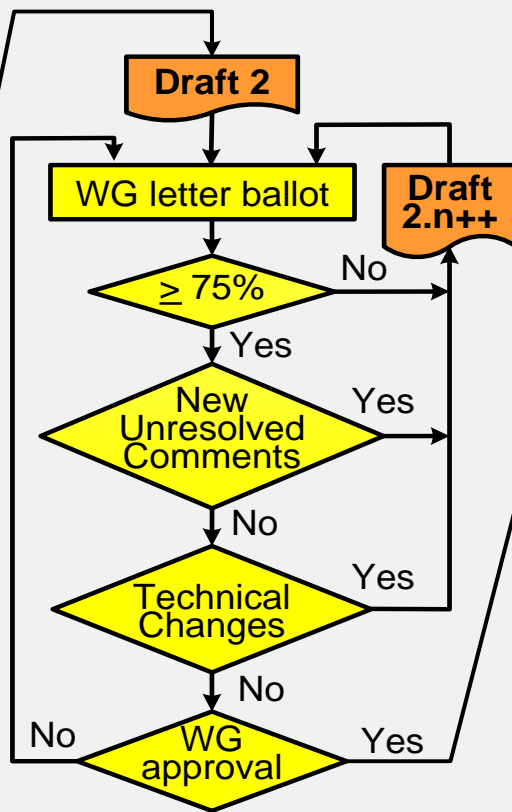 Draft 2
WG letter ballot
Draft
2.n++
≥ 75%
No
Yes
New
Unresolved
Comments
Yes
No
Technical
Changes
Yes
No
WG
approval
No
Yes